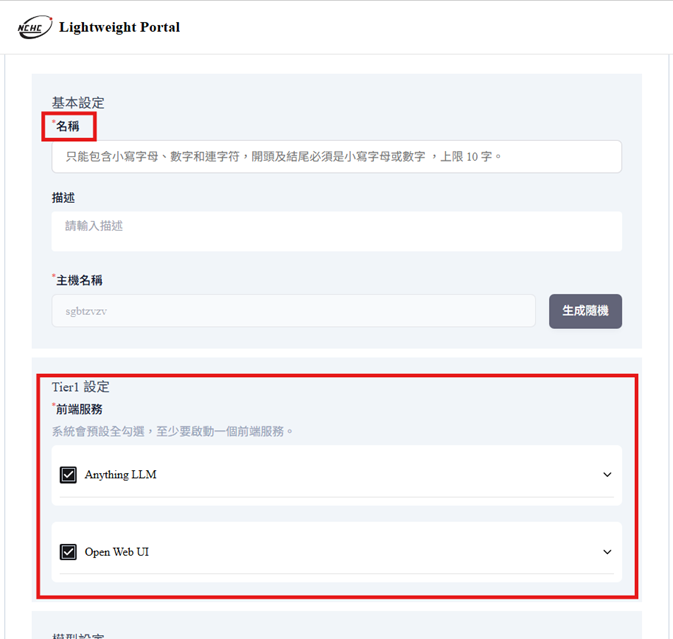 NCHC Lightweight Portal
基本設定
*名稱
只能包含小寫字母、數字和連字符，開頭及結尾必須是小寫字母或數字 ，上限 10 字。
描述
請輸入描述
*主機名稱
sgbtzvzv
生成隨機
Tier1 設定
*前端服務
系統會預設全勾選，至少要啟動一個前端服務。
Anything LLM
Open Web UI
模型設定